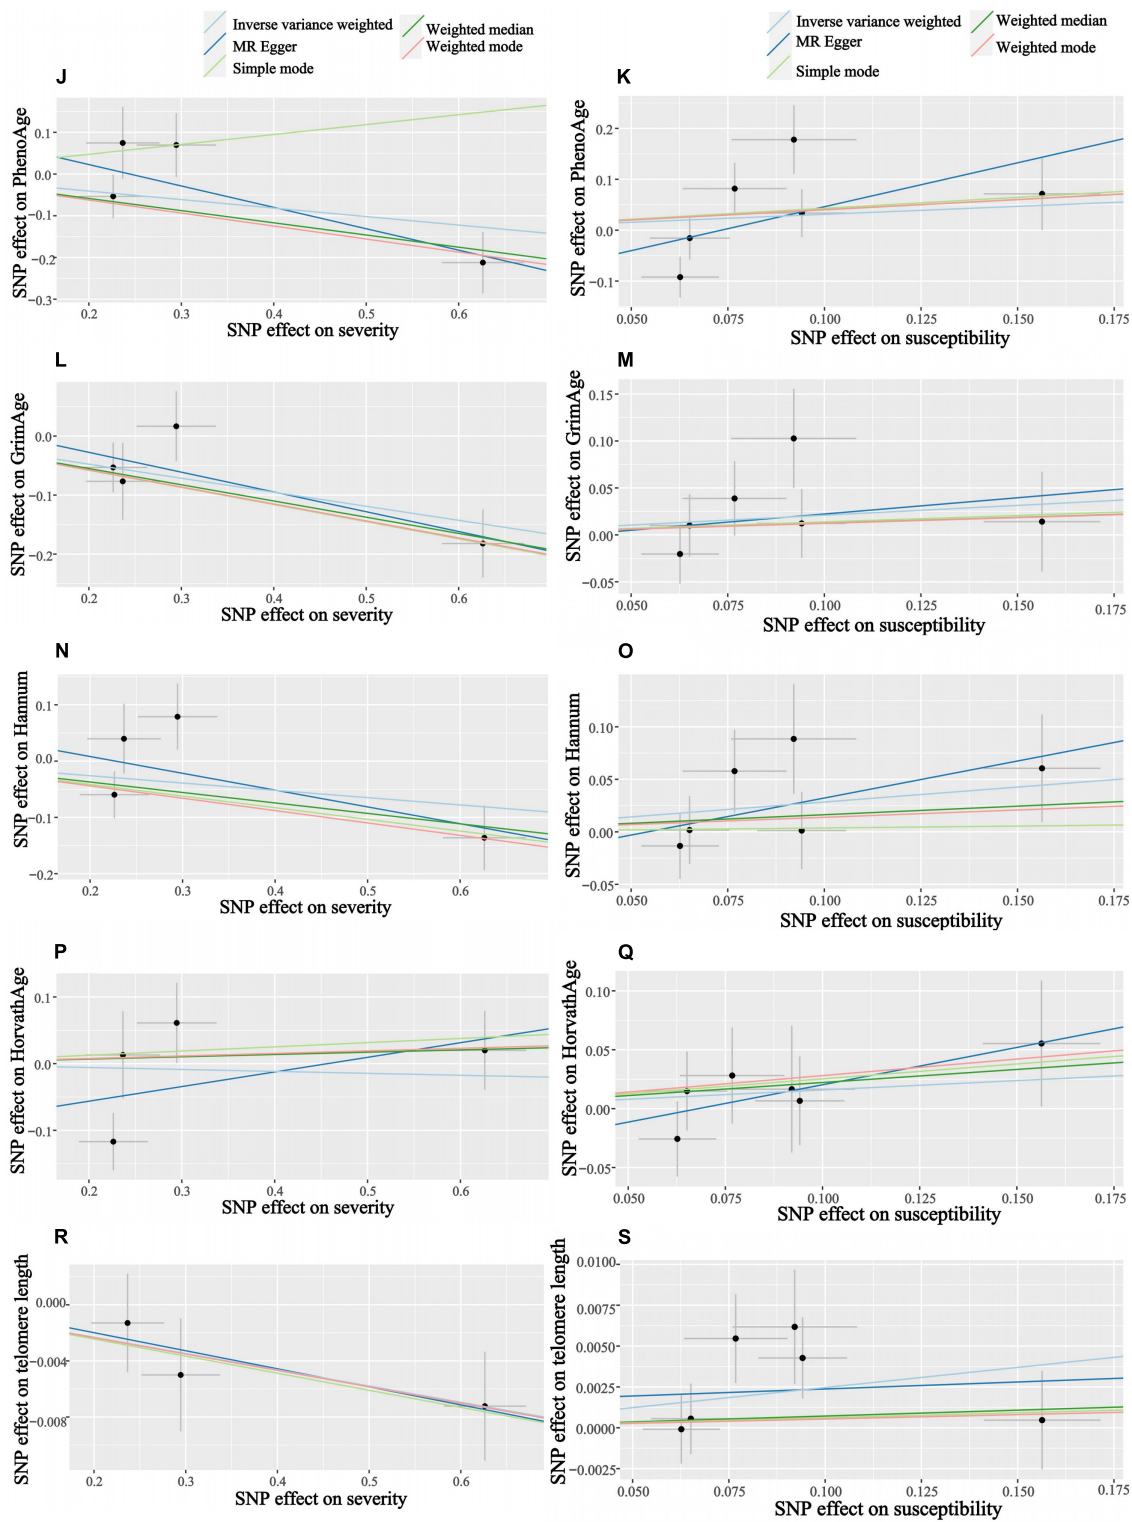 Inverse variance weighted
MR Egger
Simple mode
Weighted median
Weighted mode
Inverse variance weighted
MR Egger
Simple mode
Weighted median
Weighted mode
J
SNP effect on PhenoAge
0.1
0.0
−0.1
−0.2
−0.3
0.2 0.3 0.4 0.5 0.6
SNP effect on severity
K
SNP effect on PhenoAge
0.2
0.1
0.0
−0.1
0.050 0.075 0.100 0.125 0.150 0.175
SNP effect on susceptibility
L
SNP effect on GrimAge
0.0
−0.1
−0.2
0.2 0.3 0.4 0.5 0.6
SNP effect on severity
M
SNP effect on GrimAge
0.15
0.10
0.05
0.00
−0.05
0.050 0.075 0.100 0.125 0.150 0.175
SNP effect on susceptibility
N
SNP effect on Hannum
0.1
0.0
−0.1
−0.2
0.2 0.3 0.4 0.5 0.6
SNP effect on severity
O
SNP effect on Hannum
0.10
0.05
0.00
−0.05
0.050 0.075 0.100 0.125 0.150 0.175
SNP effect on susceptibility
P
SNP effect on HorvathAge
0.1
0.0
−0.1
0.2 0.3 0.4 0.5 0.6
SNP effect on severity
Q
SNP effect on HorvathAge
0.10
0.05
0.00
−0.05
0.050 0.075 0.100 0.125 0.150 0.175
SNP effect on susceptibility
R
SNP effect on telomere length
0.000
−0.004
−0.008
0.2 0.3 0.4 0.5 0.6
SNP effect on severity
S
SNP effect on telomere length
0.0100
0.0075
0.0050
0.0025
0.0000
−0.0025
0.050 0.075 0.100 0.125 0.150 0.175
SNP effect on susceptibility